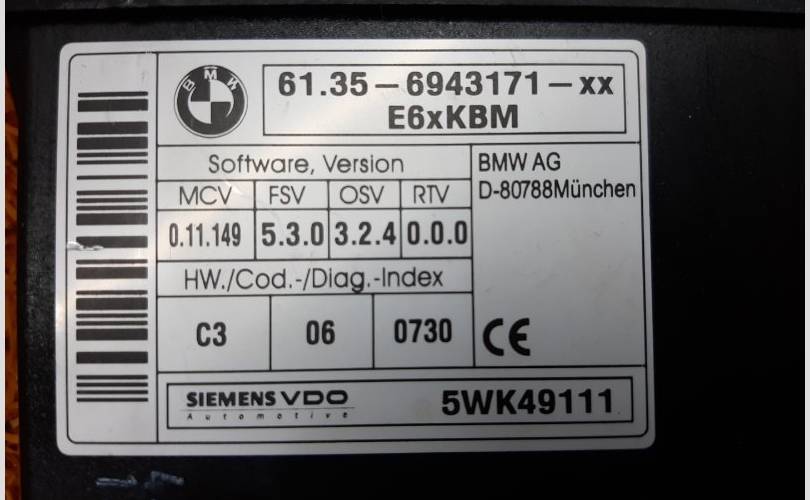 BMW
61.35-6943171-xx
E6xKBM
Software, Version
MCV FSV OSV RTV
0.11.149 5.3.0 3.2.4 0.0.0
BMW AG
D-80788München
HW./Cod.-/Diag.-Index
C3 06 0730
CE
SIEMENS VDO
Automotive
5WK49111